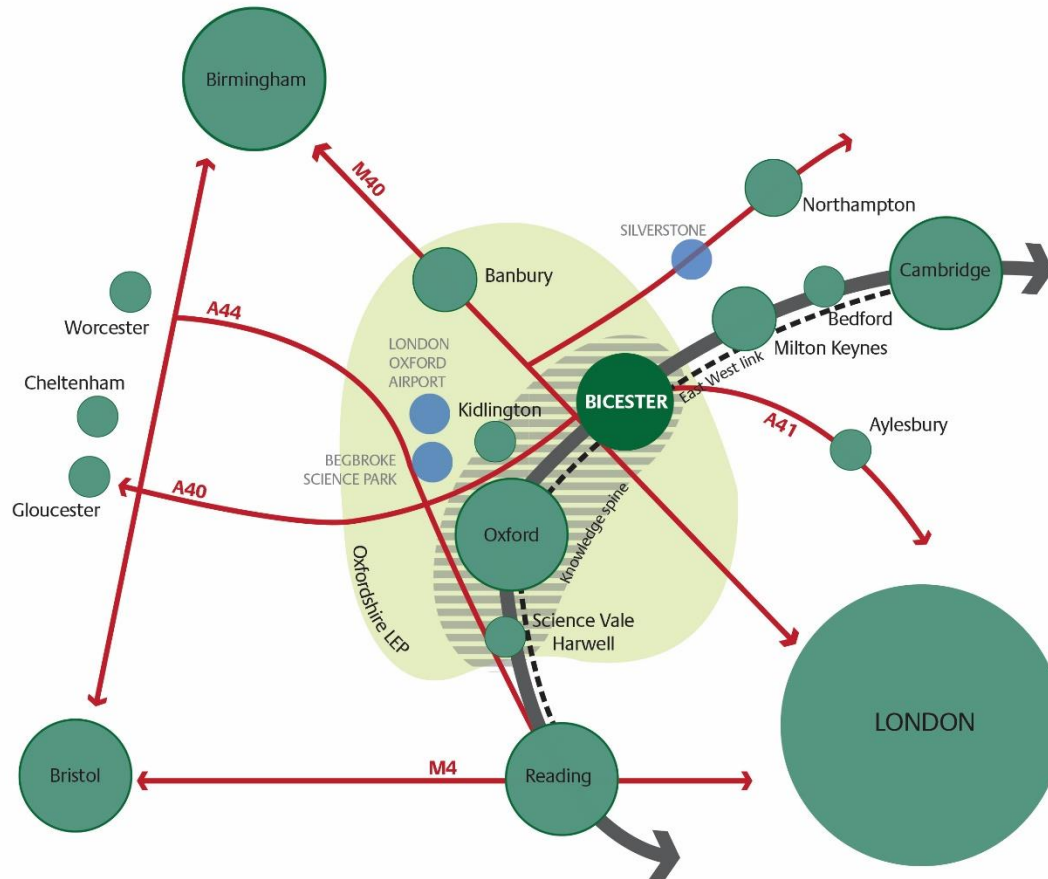 Birmingham
M40
Northampton
SILVERSTONE
Cambridge
Banbury
Worcester
A44
Bedford
Milton Keynes
East West link
LONDON
OXFORD
AIRPORT
Cheltenham
Kidlington
BICESTER
A41
Aylesbury
BEGBROKE
SCIENCE PARK
A40
Gloucester
Oxford
Knowledge spine
Oxfordshire LEP
Science Vale
Harwell
LONDON
Bristol
M4
Reading